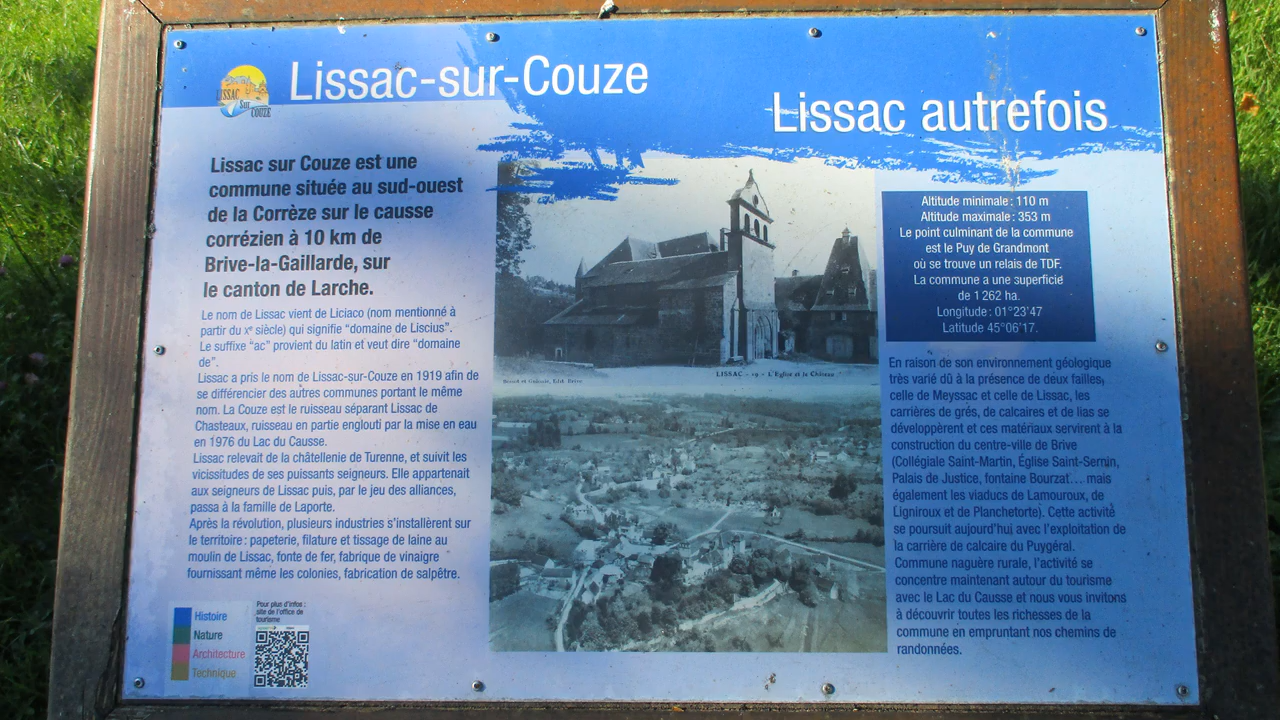 LISSAC
Sur
COUZE
Lissac-sur-Couze
Lissac autrefois
Lissac sur Couze est une
commune située au sud-ouest
de la Corrèze sur le causse
corrézien à 10 km de
Brive-la-Gaillarde, sur
le canton de Larche.
Le nom de Lissac vient de Liciaco (nom mentionné à
partir du xe siècle) qui signifie “domaine de Liscius”.
Le suffixe “ac” provient du latin et veut dire “domaine
de”.
Lissac a pris le nom de Lissac-sur-Couze en 1919 afin de
se différencier des autres communes portant le même
nom. La Couze est le ruisseau séparant Lissac de
Chasteaux, ruisseau en partie englouti par la mise en eau
en 1976 du Lac du Causse.
Lissac relevait de la châtellenie de Turenne, et suivit les
vicissitudes de ses puissants seigneurs. Elle appartenait
aux seigneurs de Lissac puis, par le jeu des alliances,
passa à la famille de Laporte.
Après la révolution, plusieurs industries s’installèrent sur
le territoire : papeterie, filature et tissage de laine au
moulin de Lissac, fonte de fer, fabrique de vinaigre
fournissant même les colonies, fabrication de salpêtre.
Histoire
Nature
Architecture
Technique
Pour plus d’infos :
site de l’office de
tourisme
LISSAC - 19 - L’Eglise et le Château
Altitude minimale : 110 m
Altitude maximale : 353 m
Le point culminant de la commune
est le Puy de Grandmont
où se trouve un relais de TDF.
La commune a une superficie
de 1 262 ha.
Longitude : 01°23’47
Latitude 45°06’17.
En raison de son environnement géologique
très varié dû à la présence de deux failles,
celle de Meyssac et celle de Lissac, les
carrières de grés, de calcaires et de lias se
développèrent et ces matériaux servirent à la
construction du centre-ville de Brive
(Collégiale Saint-Martin, Église Saint-Sernin,
Palais de Justice, fontaine Bourzat… mais
également les viaducs de Lamouroux, de
Ligniroux et de Planchetorte). Cette activité
se poursuit aujourd’hui avec l’exploitation de
la carrière de calcaire du Puygéral.
Commune naguère rurale, l’activité se
concentre maintenant autour du tourisme
avec le Lac du Causse et nous vous invitons
à découvrir toutes les richesses de la
commune en empruntant nos chemins de
randonnées.